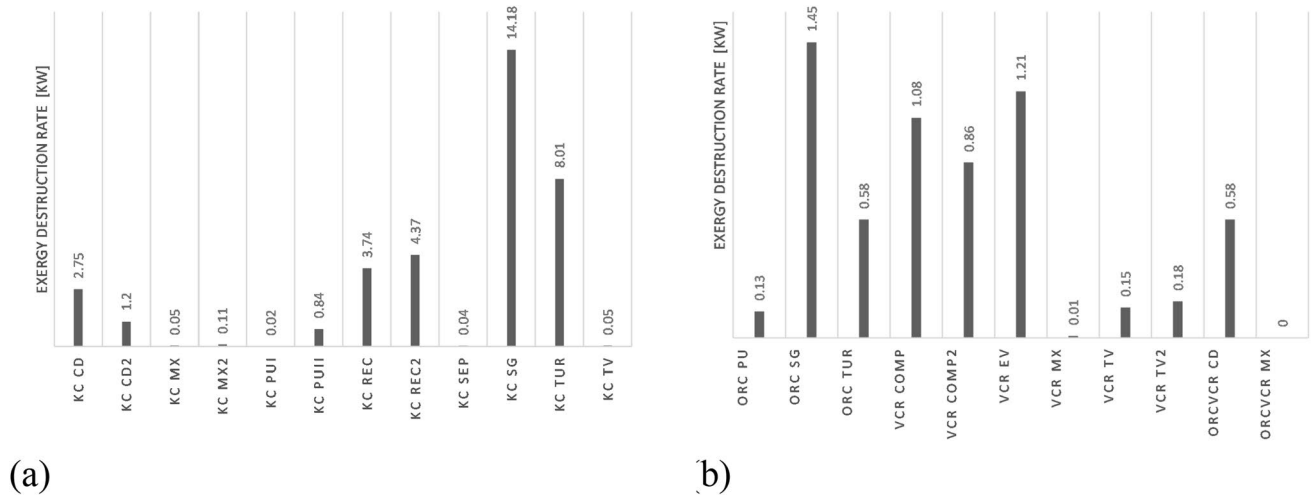 EXERGY DESTRUCTION RATE [KW]
2.75
1.2
0.05
0.11
0.02
0.84
3.74
4.37
0.04
14.18
8.01
0.05
KC CD
KC CD2
KC MX
KC MX2
KC PUI
KC PUII
KC REC
KC REC2
KC SEP
KC SG
KC TUR
KC TV
(a)
EXERGY DESTRUCTION RATE [KW]
0.13
1.45
0.58
1.08
0.86
1.21
0.01
0.15
0.18
0.58
0
ORC PU
ORC SG
ORC TUR
VCR COMP
VCR COMP2
VCR EV
VCR MX
VCR TV
VCR TV2
ORCVCR CD
ORCVCR MX
b)